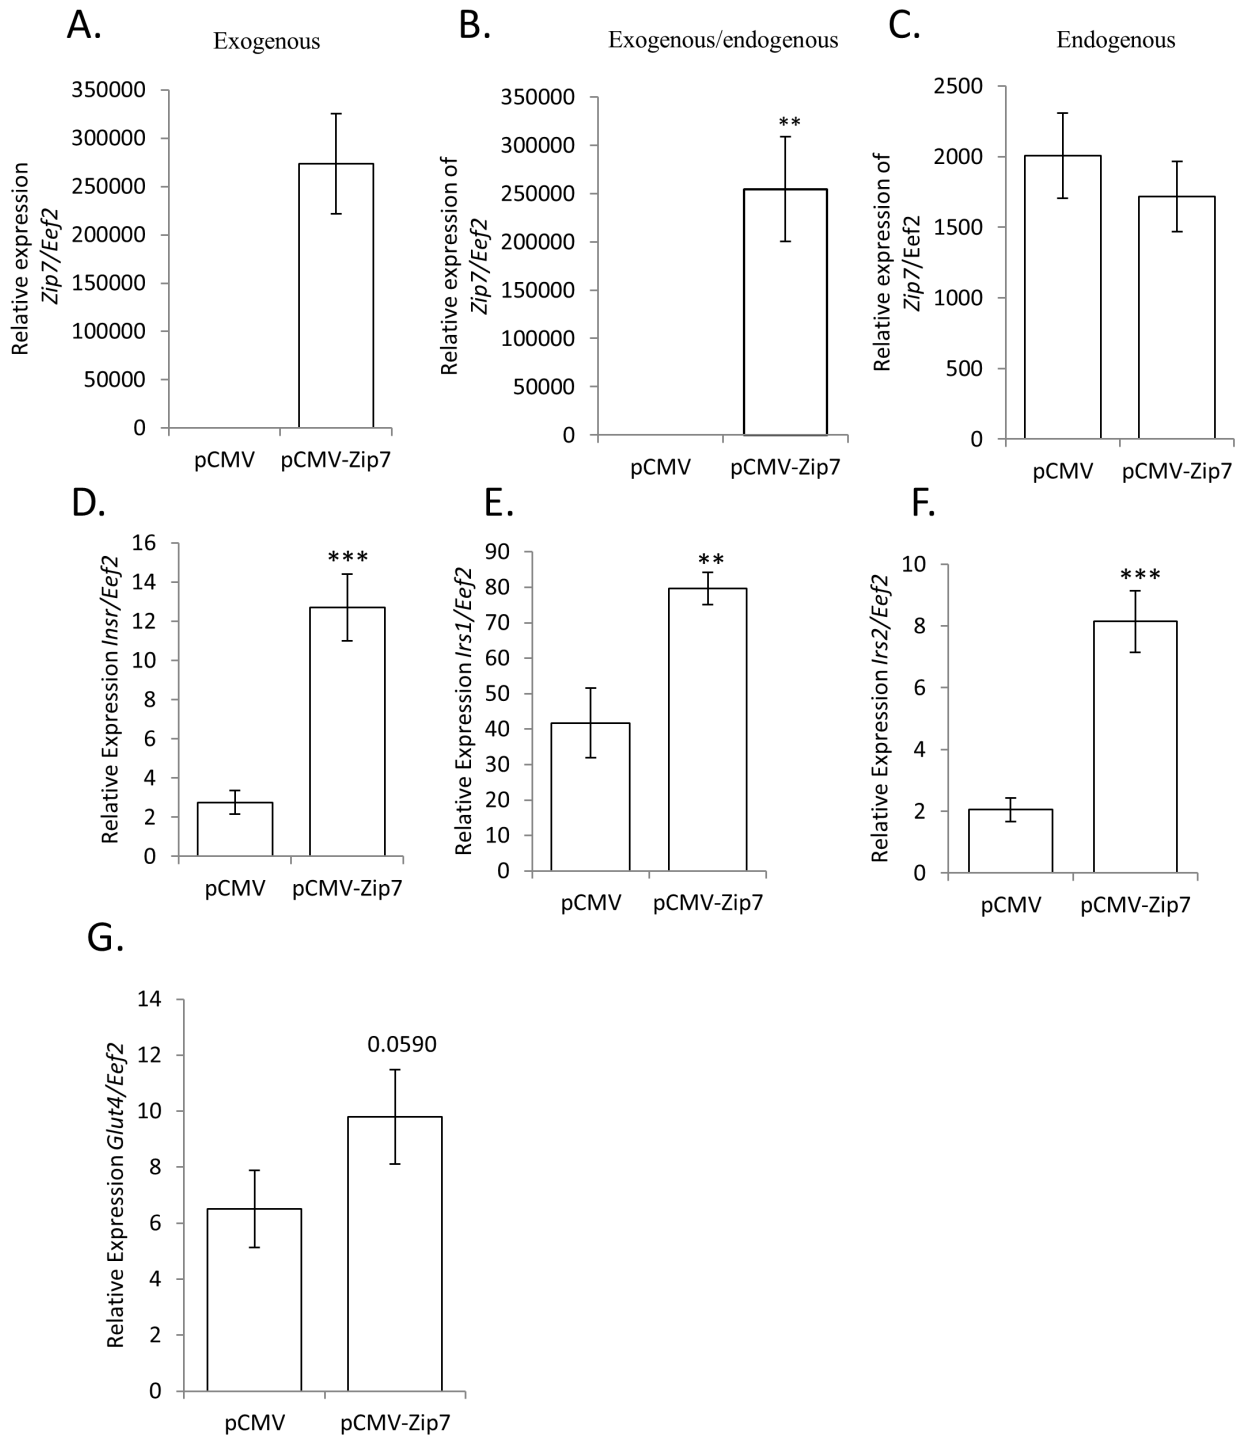 A.
Exogenous
Relative expression
Zip7/Eef2
350000
300000
250000
200000
150000
100000
50000
0
pCMV
pCMV-Zip7
B.
Exogenous/endogenous
Relative expression of
Zip7/Eef2
350000
300000
250000
200000
150000
100000
50000
0
**
pCMV
pCMV-Zip7
C.
Endogenous
Relative expression of
Zip7/Eef2
2500
2000
1500
1000
500
0
pCMV
pCMV-Zip7
D.
Relative Expression Insr/Eef2
16
14
12
10
8
6
4
2
0
***
pCMV
pCMV-Zip7
E.
Relative Expression Irs1/Eef2
90
80
70
60
50
40
30
20
10
0
**
pCMV
pCMV-Zip7
F.
Relative Expression Irs2/Eef2
10
8
6
4
2
0
***
pCMV
pCMV-Zip7
G.
Relative Expression Glut4/Eef2
14
12
10
8
6
4
2
0
0.0590
pCMV
pCMV-Zip7